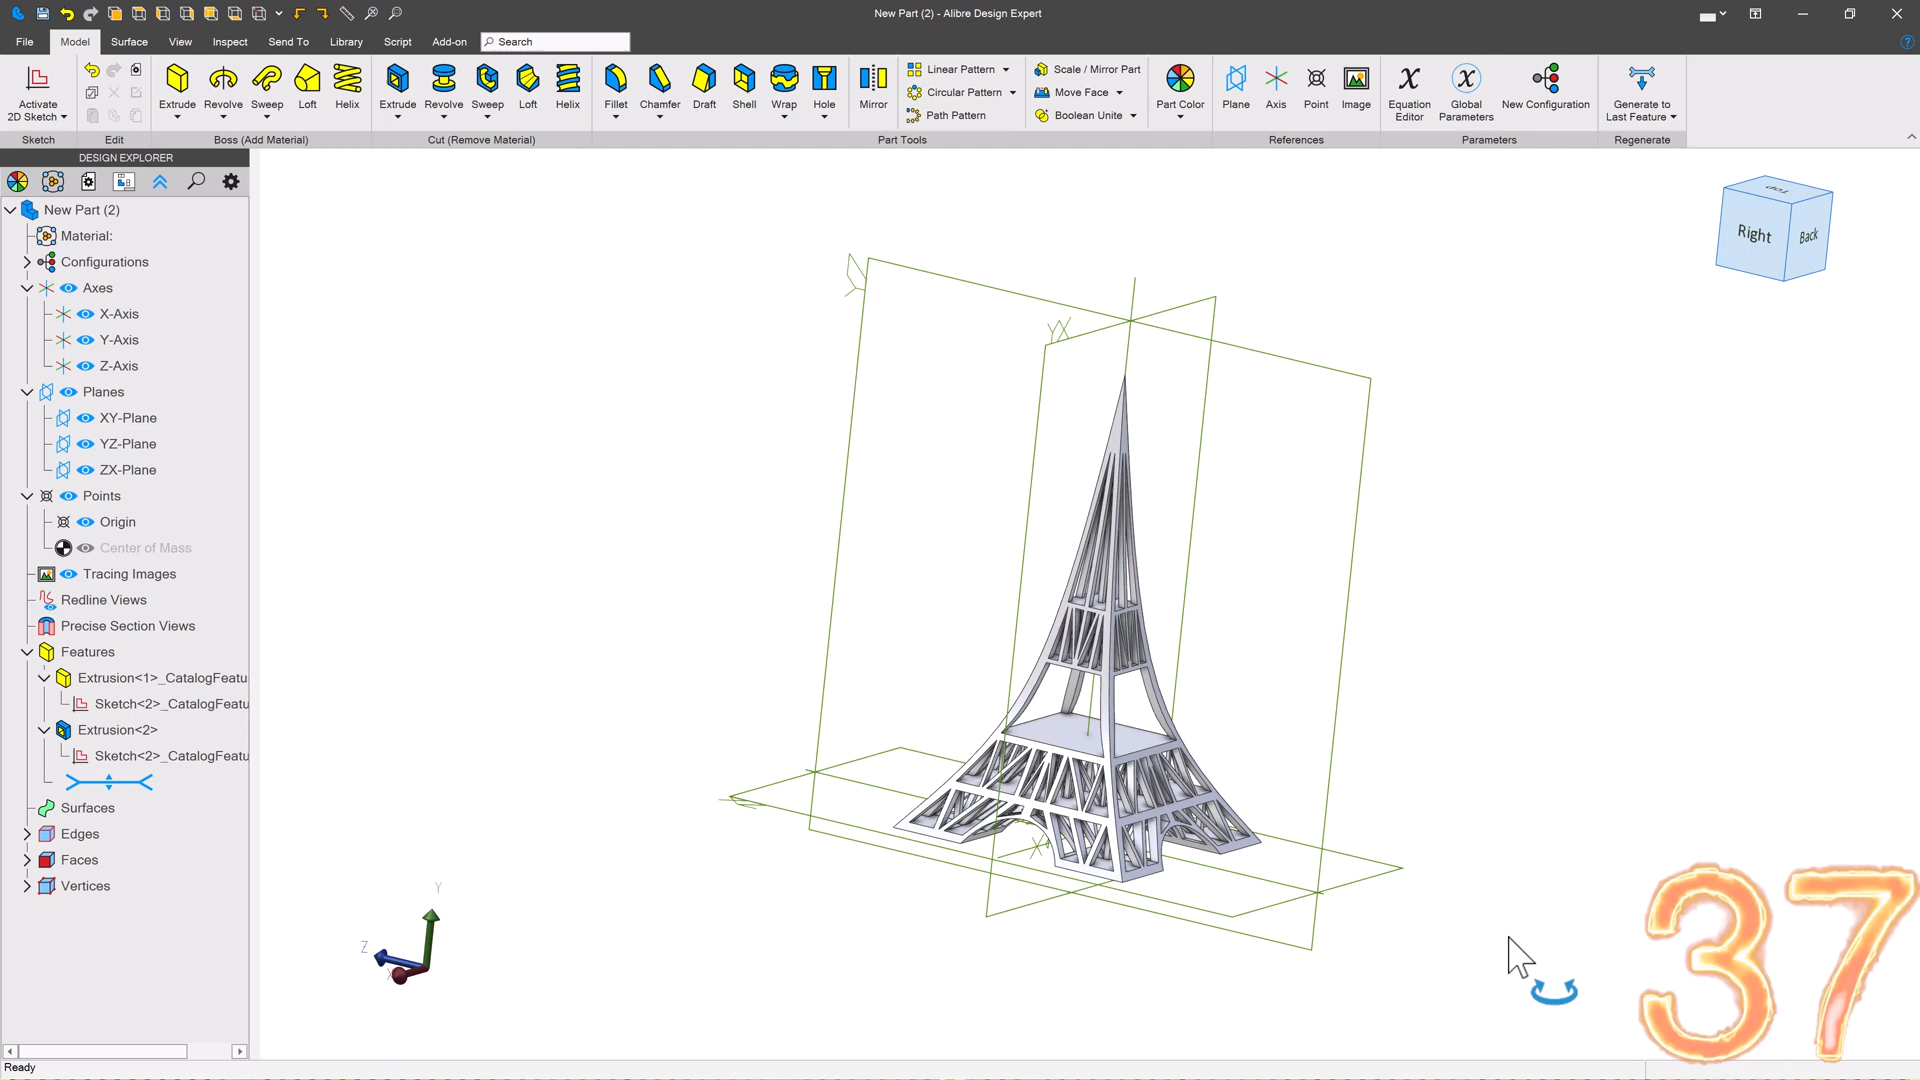 New Part (2) - Alibre Design Expert
File Model Surface View Inspect Send To Library Script Add-on Search
Activate
2D Sketch
Extrude Revolve Sweep Loft Helix
Extrude Revolve Sweep Loft Helix
Fillet Chamfer Draft Shell Wrap Hole
Mirror
Linear Pattern
Circular Pattern
Path Pattern
Scale / Mirror Part
Move Face
Boolean Unite
Part Color
Plane Axis Point Image
Equation
Editor
Global
Parameters
New Configuration
Generate to
Last Feature
Sketch Edit Boss (Add Material) Cut (Remove Material) Part Tools References Parameters Regenerate
DESIGN EXPLORER
New Part (2)
Material:
Configurations
Axes
X-Axis
Y-Axis
Z-Axis
Planes
XY-Plane
YZ-Plane
ZX-Plane
Points
Origin
Center of Mass
Tracing Images
Redline Views
Precise Section Views
Features
Extrusion<1>_CatalogFeatu
Sketch<2>_CatalogFeatu
Extrusion<2>
Sketch<2>_CatalogFeatu
Surfaces
Edges
Faces
Vertices
Top
Right
Back
Y
Z
X
37
Ready